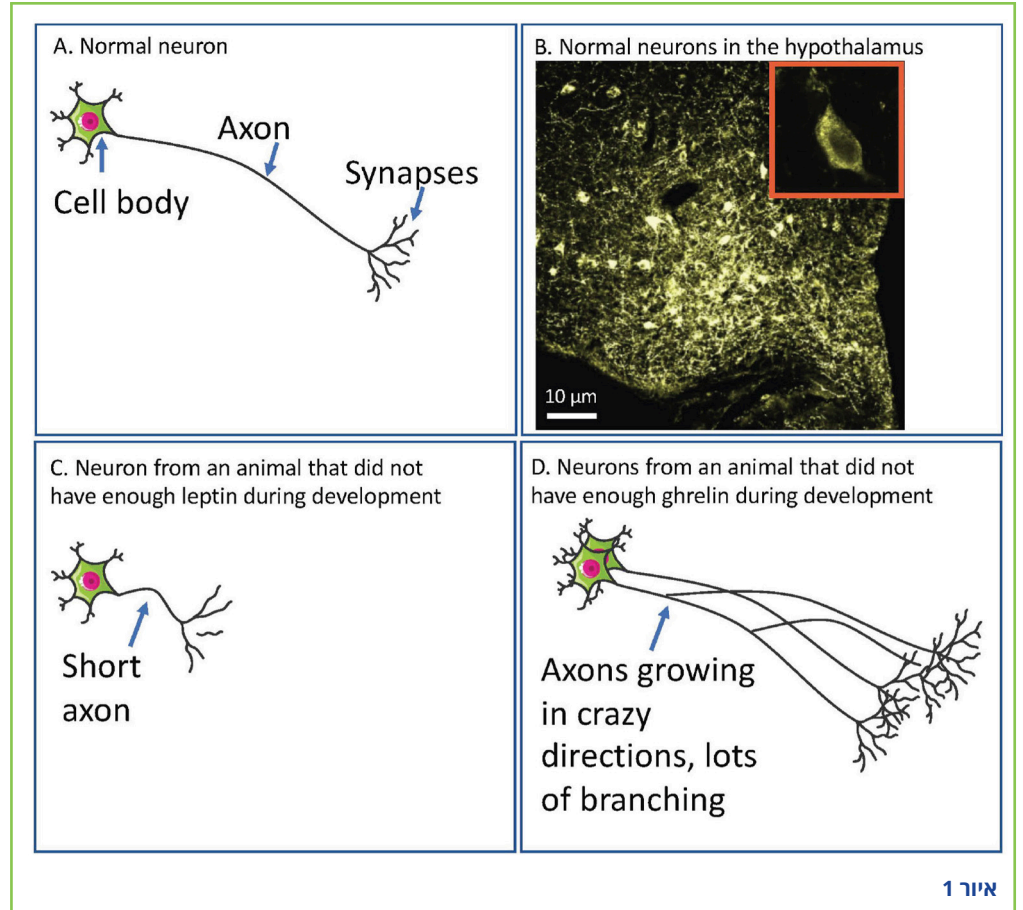 A. Normal neuron
Axon
Synapses
Cell body
B. Normal neurons in the hypothalamus
10 µm
C. Neuron from an animal that did not
have enough leptin during development
Short
axon
D. Neurons from an animal that did not
have enough ghrelin during development
Axons growing
in crazy
directions, lots
of branching
איור 1